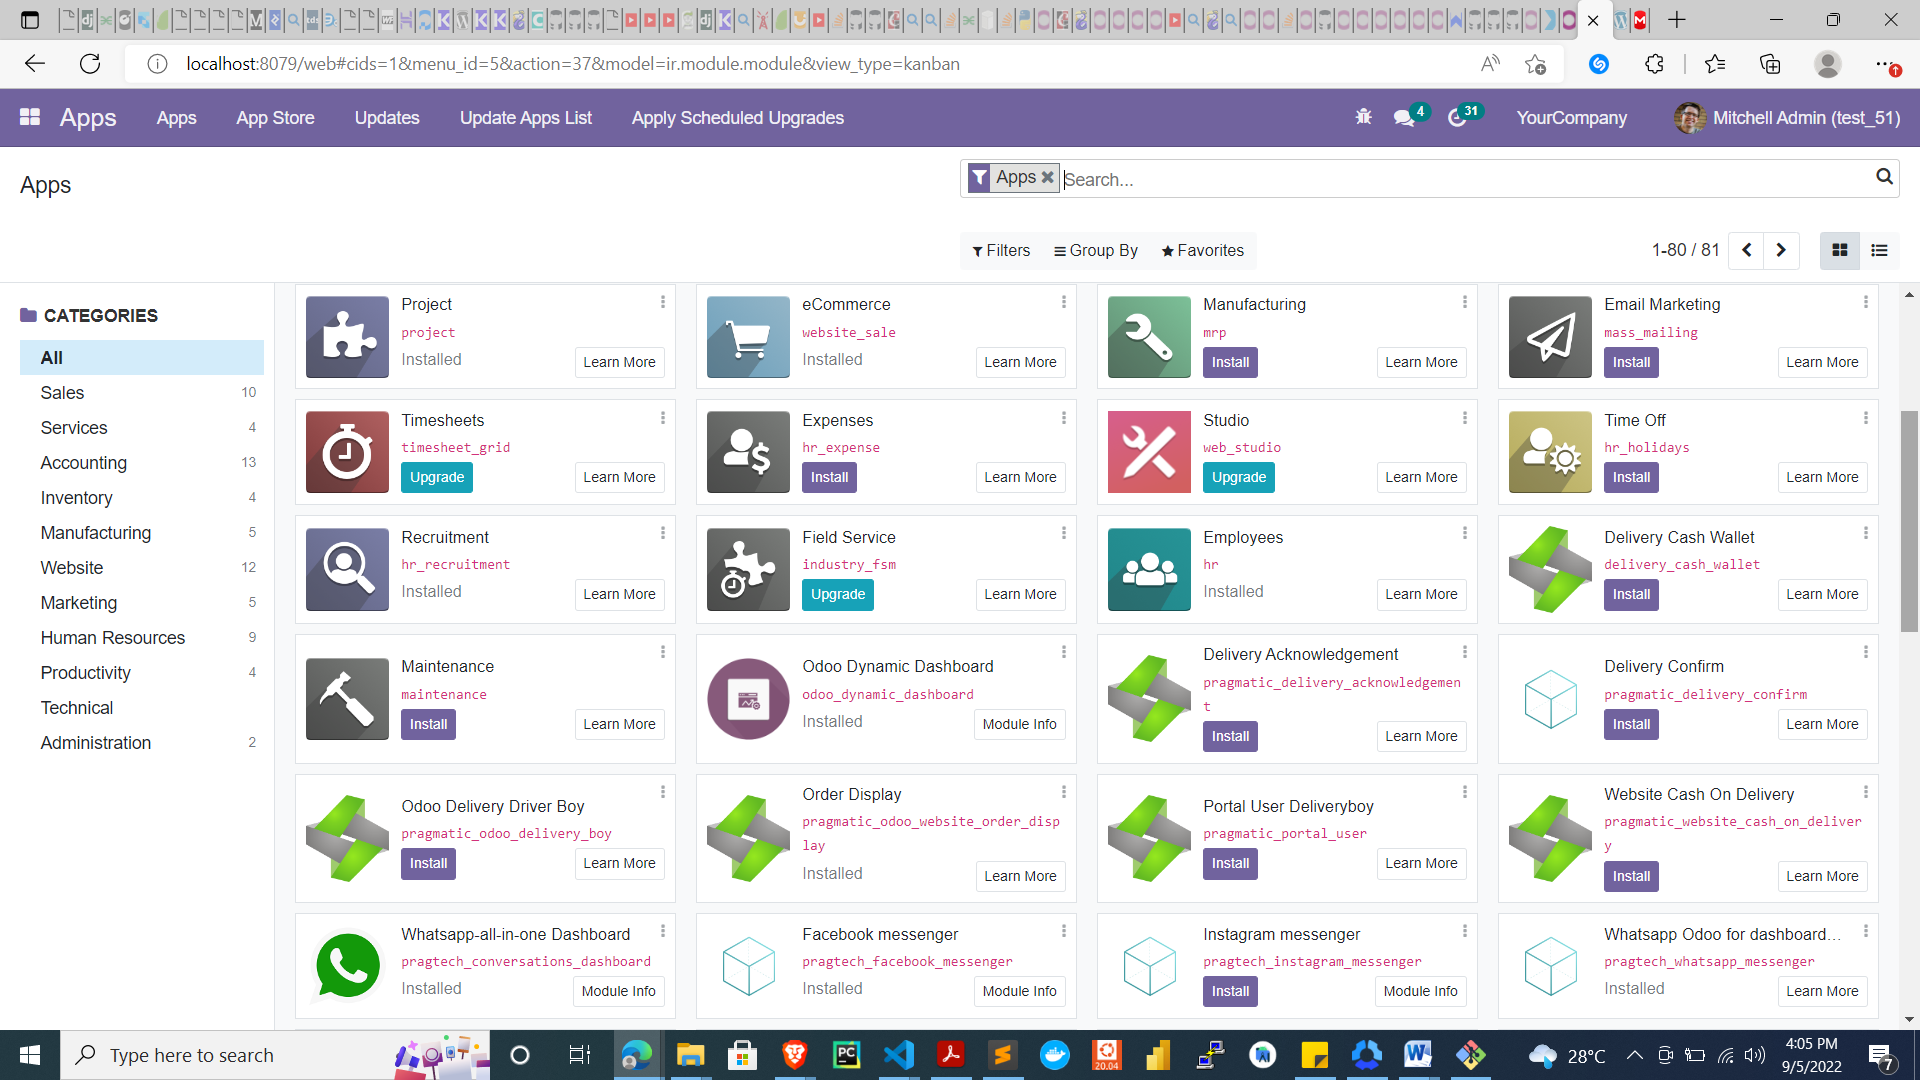 localhost:8079/web#cids=1&menu_id=5&action=37&model=ir.module.module&view_type=kanban
Apps
Apps
App Store
Updates
Update Apps List
Apply Scheduled Upgrades
4
31
YourCompany
Mitchell Admin (test_51)
Apps
Apps
Search...
Filters
Group By
Favorites
1-80 / 81
CATEGORIES
All
Sales 10
Services 4
Accounting 13
Inventory 4
Manufacturing 5
Website 12
Marketing 5
Human Resources 9
Productivity 4
Technical
Administration 2
Project
project
Installed
Learn More
eCommerce
website_sale
Installed
Learn More
Manufacturing
mrp
Install
Learn More
Email Marketing
mass_mailing
Install
Learn More
Timesheets
timesheet_grid
Upgrade
Learn More
Expenses
hr_expense
Install
Learn More
Studio
web_studio
Upgrade
Learn More
Time Off
hr_holidays
Install
Learn More
Recruitment
hr_recruitment
Installed
Learn More
Field Service
industry_fsm
Upgrade
Learn More
Employees
hr
Installed
Learn More
Delivery Cash Wallet
delivery_cash_wallet
Install
Learn More
Maintenance
maintenance
Install
Learn More
Odoo Dynamic Dashboard
odoo_dynamic_dashboard
Installed
Module Info
Delivery Acknowledgement
pragmatic_delivery_acknowledgemen
t
Install
Learn More
Delivery Confirm
pragmatic_delivery_confirm
Install
Learn More
Odoo Delivery Driver Boy
pragmatic_odoo_delivery_boy
Install
Learn More
Order Display
pragmatic_odoo_website_order_disp
lay
Installed
Learn More
Portal User Deliveryboy
pragmatic_portal_user
Install
Learn More
Website Cash On Delivery
pragmatic_website_cash_on_deliver
y
Install
Learn More
Whatsapp-all-in-one Dashboard
pragtech_conversations_dashboard
Installed
Module Info
Facebook messenger
pragtech_facebook_messenger
Installed
Module Info
Instagram messenger
pragtech_instagram_messenger
Install
Module Info
Whatsapp Odoo for dashboard...
pragtech_whatsapp_messenger
Installed
Learn More
Type here to search
PC
20.04
28°C
4:05 PM
9/5/2022
7